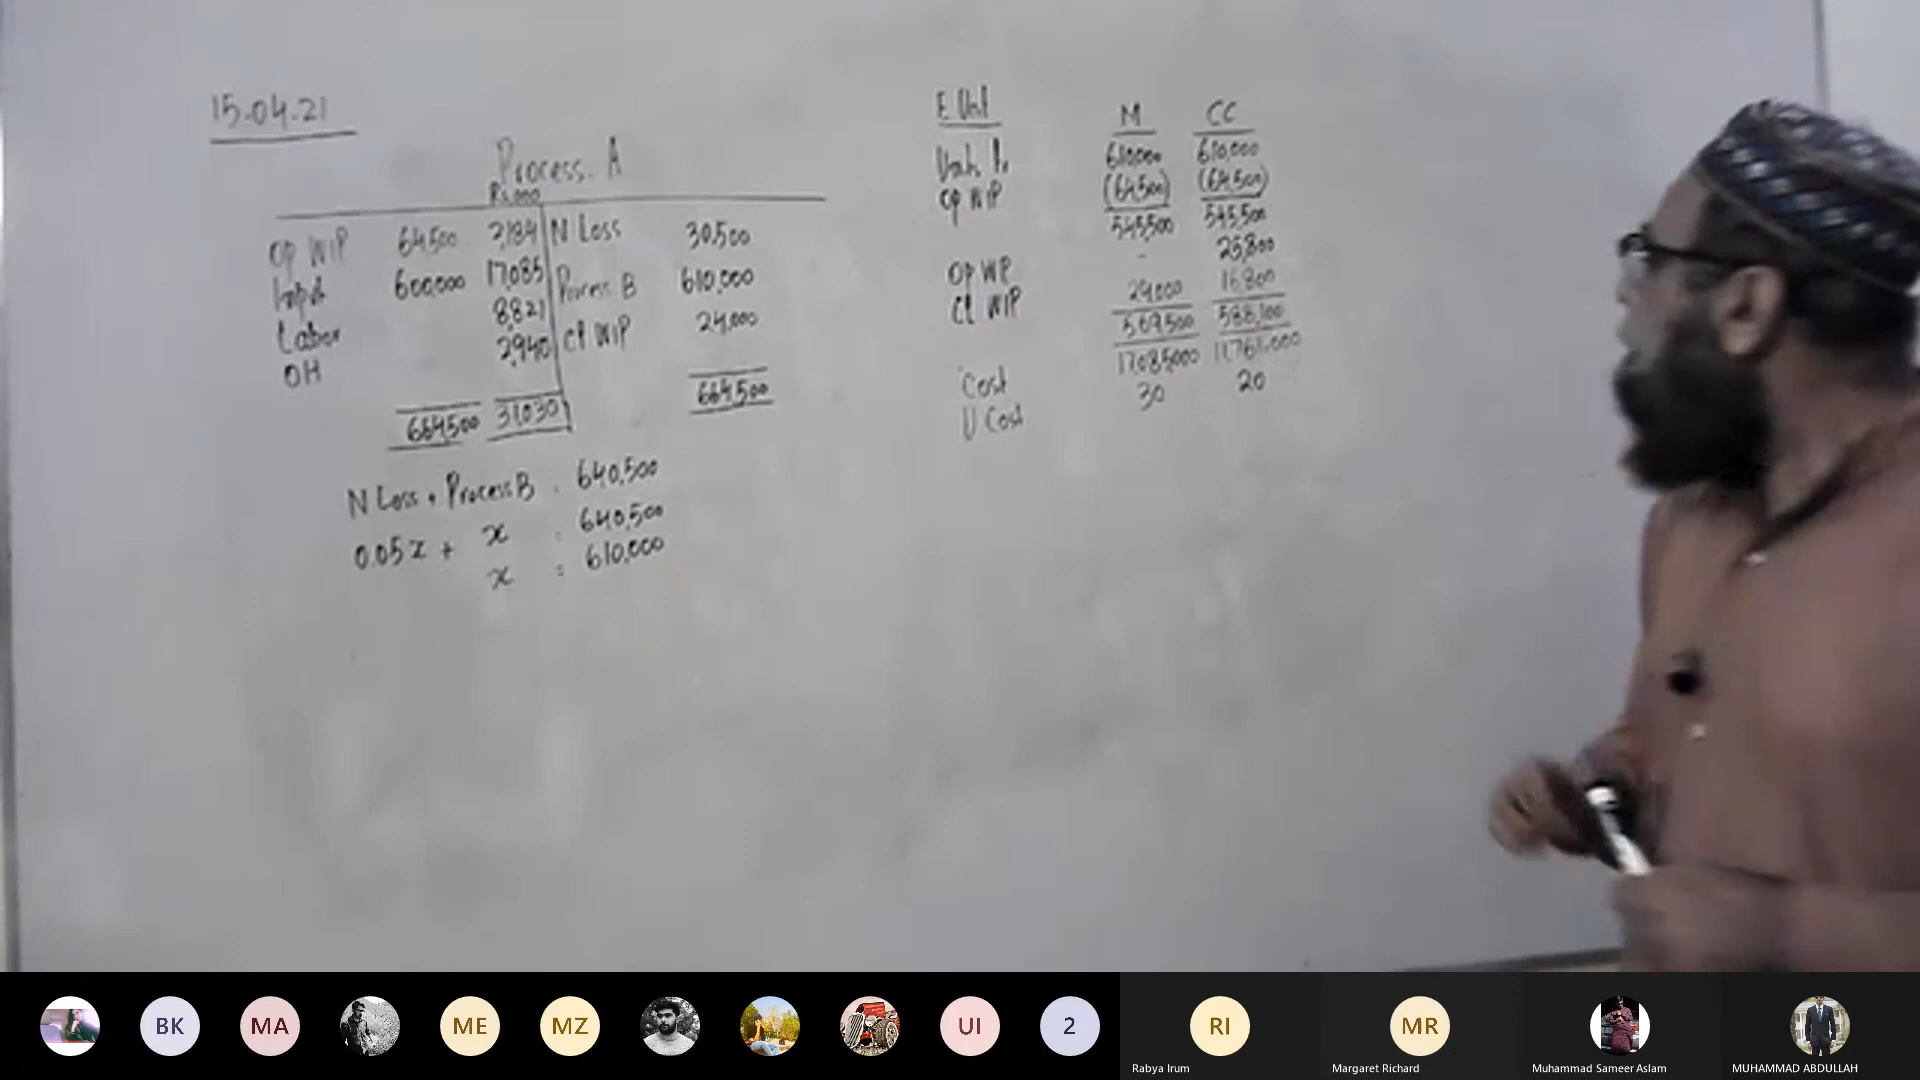 15-04-21
Process. A
Rs.000
Op WIP 64,500 2,184 N Loss 30,500
Input 600,000 17,085 Process B 610,000
Labor 8,821 Cl WIP 24,000
OH 2,940
664,500 31,030 664,500
N Loss + Process B = 640,500
0.05x + x = 640,500
x = 610,000
M CC
610,000 610,000
Op WIP (64,500) (64,500)
545,500 545,500
Op WIP - 25,800
Cl WIP 24,000 16,800
569,500 588,100
Cost 17,085,000 11,761,000
U Cost 30 20
BK
MA
ME
MZ
UI
2
RI
MR
Rabya Irum
Margaret Richard
Muhammad Sameer Aslam
MUHAMMAD ABDULLAH